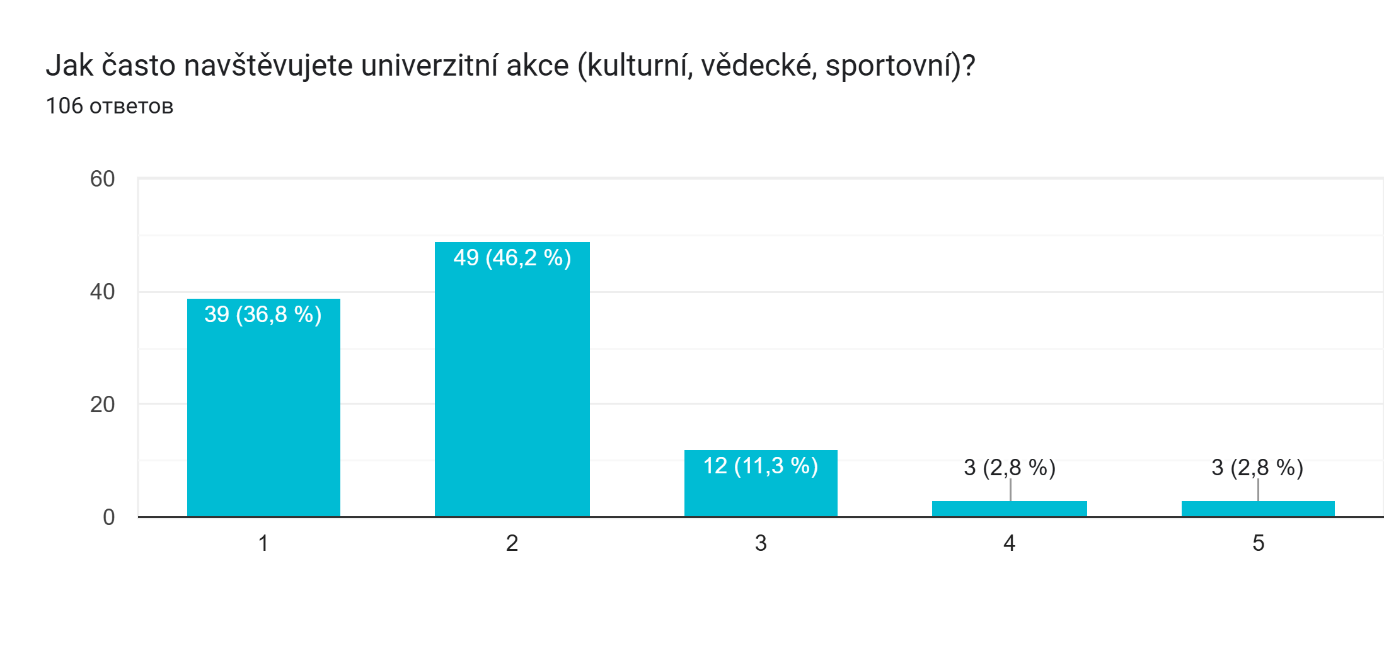 Jak často navštěvujete univerzitní akce (kulturní, vědecké, sportovní)?
106 ответов
60
40
20
0
39 (36,8 %)
49 (46,2 %)
12 (11,3 %)
3 (2,8 %)
3 (2,8 %)
1
2
3
4
5